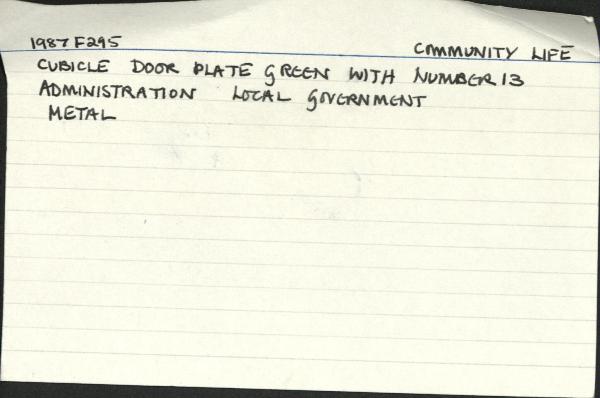 1987 F295 COMMUNITY LIFE
CUBICLE DOOR PLATE GREEN WITH NUMBER 13
ADMINISTRATION LOCAL GOVERNMENT
METAL